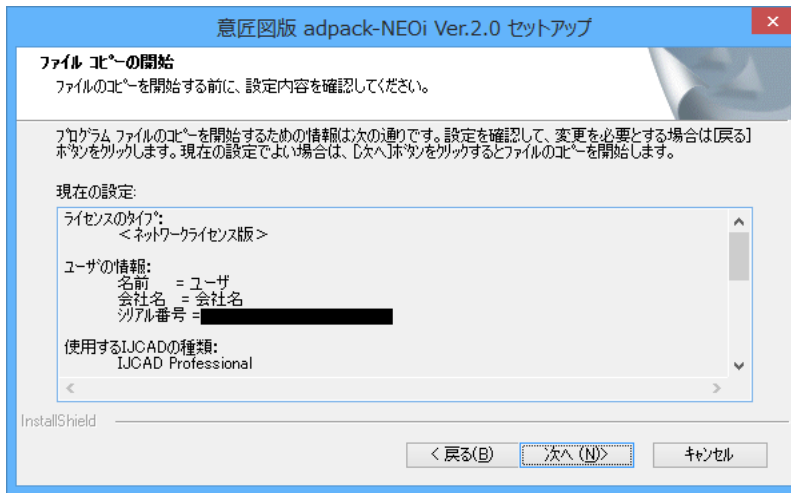 意匠図版 adpack-NEOi Ver.2.0 セットアップ
ファイル コピーの開始
ファイルのコピーを開始する前に、設定内容を確認してください。
プログラム ファイルのコピーを開始するための情報は次の通りです。設定を確認して、変更を必要とする場合は[戻る]
ボタンをクリックします。現在の設定でよい場合は、[次へ]ボタンをクリックするとファイルのコピーを開始します。
現在の設定:
ライセンスのタイプ:
＜ネットワークライセンス版＞
ユーザの情報:
名前 = ユーザ
会社名 = 会社名
シリアル番号 =
使用するIJCADの種類:
IJCAD Professional
InstallShield
< 戻る(B)
次へ (N)>
キャンセル